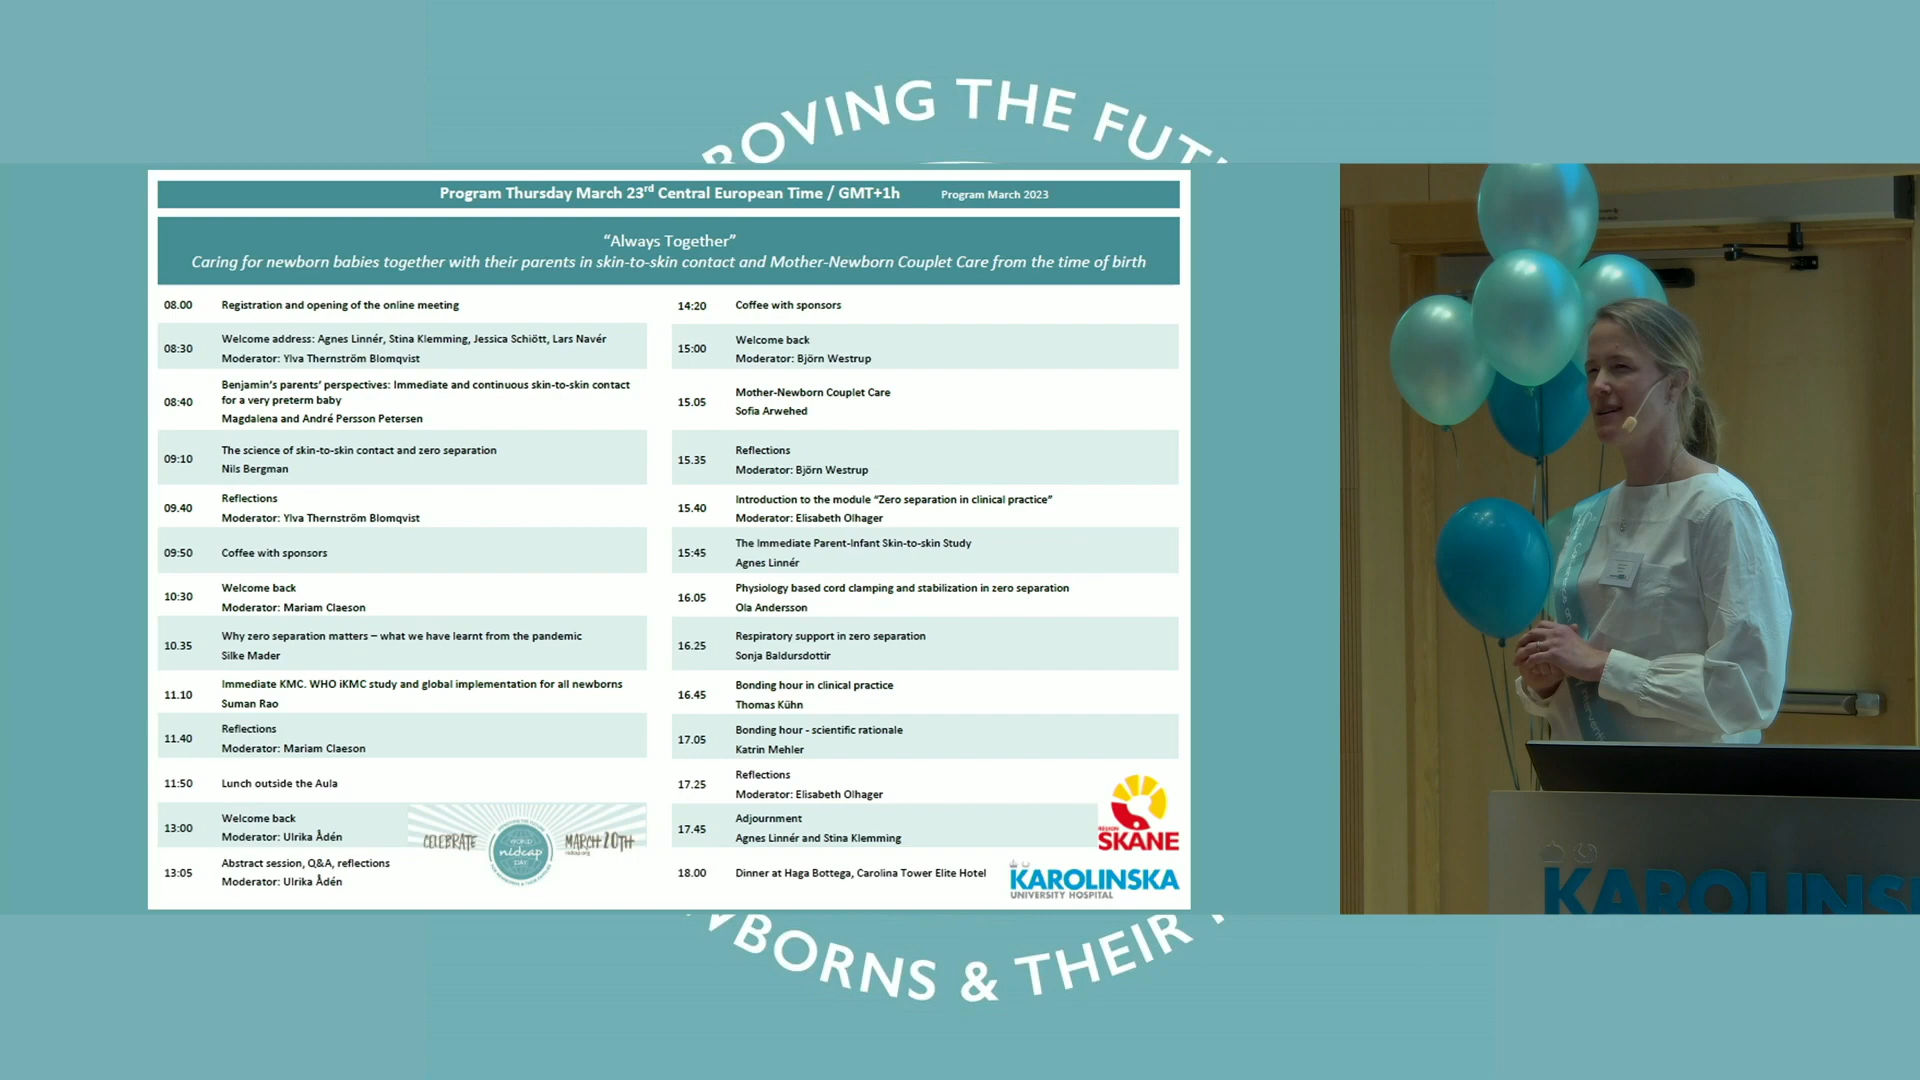 ROVING THE FUT
Program Thursday March 23rd Central European Time / GMT+1h
Program March 2023
“Always Together”
Caring for newborn babies together with their parents in skin-to-skin contact and Mother-Newborn Couplet Care from the time of birth
08.00 Registration and opening of the online meeting
08:30 Welcome address: Agnes Linnér, Stina Klemming, Jessica Schiött, Lars Navér
Moderator: Ylva Thernström Blomqvist
08:40 Benjamin’s parents’ perspectives: Immediate and continuous skin-to-skin contact
for a very preterm baby
Magdalena and André Persson Petersen
09:10 The science of skin-to-skin contact and zero separation
Nils Bergman
09.40 Reflections
Moderator: Ylva Thernström Blomqvist
09:50 Coffee with sponsors
10:30 Welcome back
Moderator: Mariam Claeson
10.35 Why zero separation matters – what we have learnt from the pandemic
Silke Mader
11.10 Immediate KMC. WHO iKMC study and global implementation for all newborns
Suman Rao
11.40 Reflections
Moderator: Mariam Claeson
11:50 Lunch outside the Aula
13:00 Welcome back
Moderator: Ulrika Ådén
13:05 Abstract session, Q&A, reflections
Moderator: Ulrika Ådén
CELEBRATE
WORLD
nidcap
DAY
MARCH 20TH
nidcap.org
14:20 Coffee with sponsors
15:00 Welcome back
Moderator: Björn Westrup
15.05 Mother-Newborn Couplet Care
Sofia Arwehed
15.35 Reflections
Moderator: Björn Westrup
15.40 Introduction to the module “Zero separation in clinical practice”
Moderator: Elisabeth Olhager
15:45 The Immediate Parent-Infant Skin-to-skin Study
Agnes Linnér
16.05 Physiology based cord clamping and stabilization in zero separation
Ola Andersson
16.25 Respiratory support in zero separation
Sonja Baldursdottir
16.45 Bonding hour in clinical practice
Thomas Kühn
17.05 Bonding hour - scientific rationale
Katrin Mehler
17.25 Reflections
Moderator: Elisabeth Olhager
17.45 Adjournment
Agnes Linnér and Stina Klemming
18.00 Dinner at Haga Bottega, Carolina Tower Elite Hotel
REGION
SKÅNE
KAROLINSKA
UNIVERSITY HOSPITAL
KAROLINSK
WBORNS & THEIR